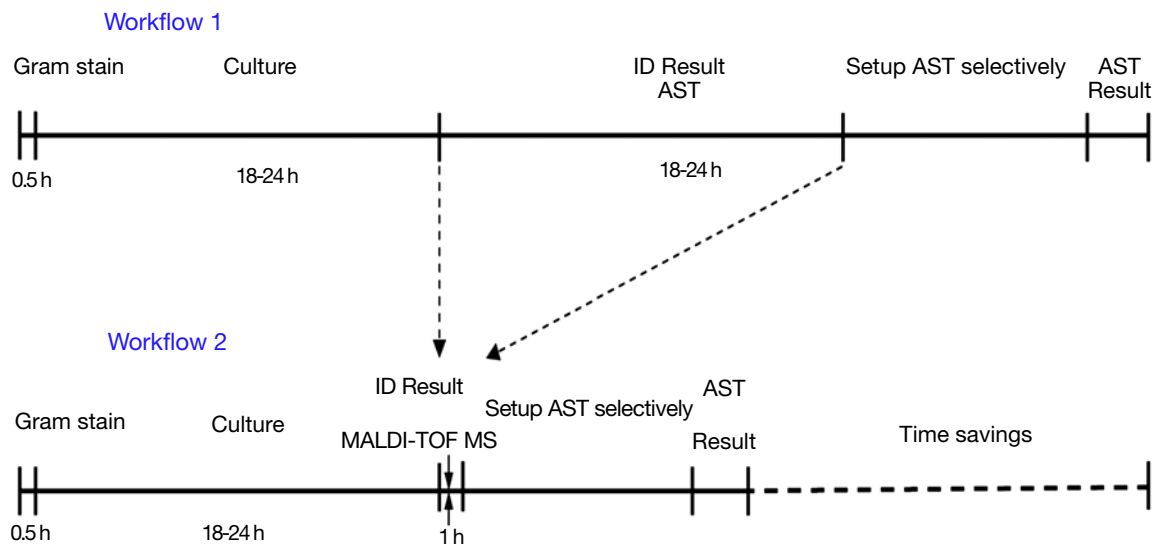 Workflow 1
Gram stain
Culture
ID Result
AST
Setup AST selectively
AST
Result
0.5 h
18-24 h
18-24 h
Workflow 2
ID Result
AST
Setup AST selectively
Gram stain
Culture
MALDI-TOF MS
Result
Time savings
0.5 h
18-24 h
1 h